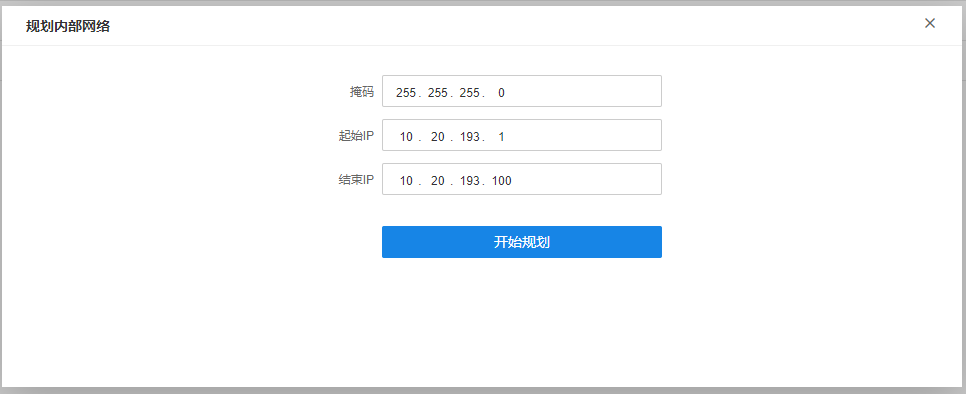 规划内部网络
掩码 255 . 255 . 255 . 0
起始IP 10 . 20 . 193 . 1
结束IP 10 . 20 . 193 . 100
开始规划